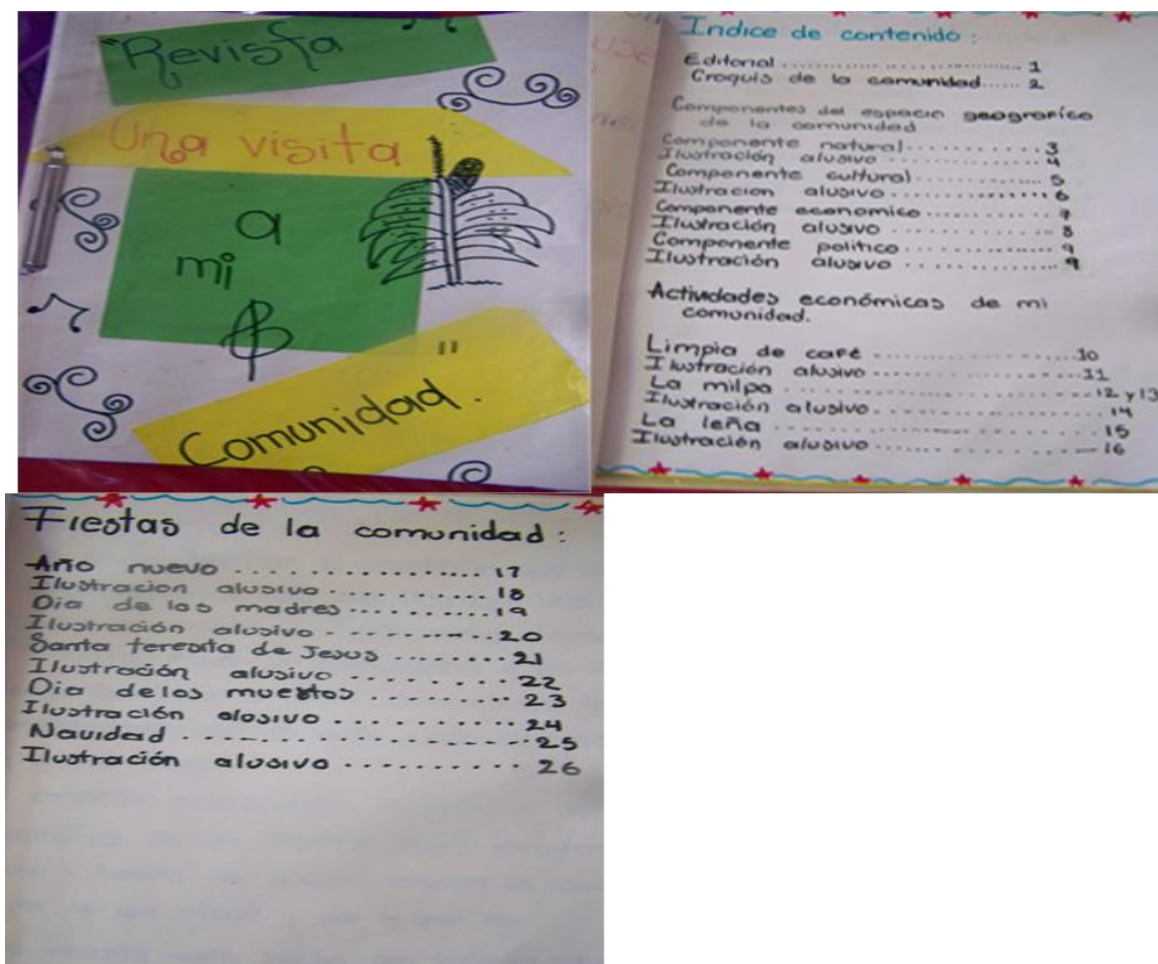 "Revista
Una visita
a
mi
Comunidad."
Indice de contenido:
Editorial .............................. 1
Croquis de la comunidad...... 2
Componentes del espacio geografico
de la comunidad
Componente natural........... 3
Ilustración alusivo ............... 4
Componente cultural ............ 5
Ilustracion alusivo ............... 6
Componente economico ........... 7
Ilustración alusivo ............... 8
Componente politico ............... 9
Ilustración alusivo ............... 9
Actividades económicas de mi
comunidad.
Limpia de café ....................10
Ilustración alusivo ....................11
La milpa ....................12 y 13
Ilustración alusivo ....................14
La leña ....................15
Ilustración alusivo ....................16
Fiestas de la comunidad:
Año nuevo ................. 17
Ilustracion alusivo ........... 18
Dia de las madres ........... 19
Ilustración alusivo ........... 20
Santa teresita de Jesus ........ 21
Ilustración alusivo ......... 22
Dia delos muertos ......... 23
Ilustración alosivo ........... 24
Navidad .................... 25
Ilustración alusivo .......... 26